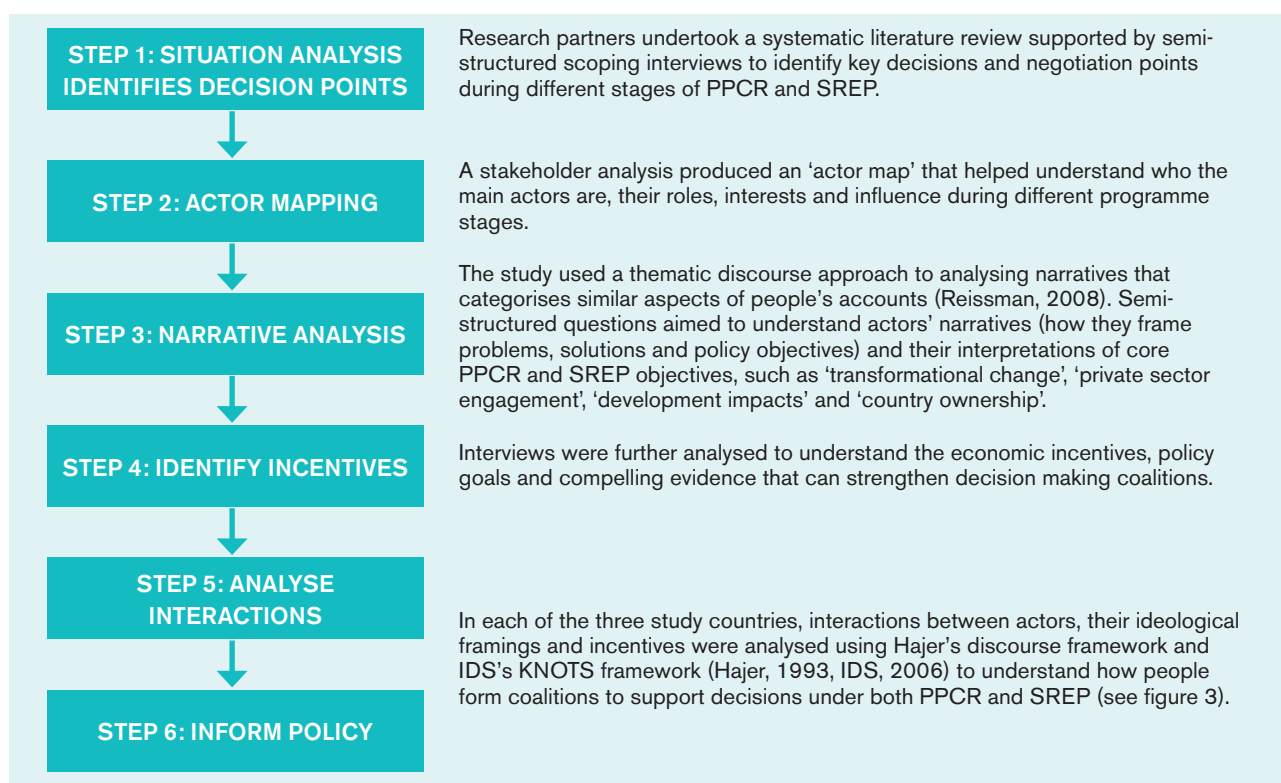 STEP 1: SITUATION ANALYSIS
IDENTIFIES DECISION POINTS
Research partners undertook a systematic literature review supported by semi-
structured scoping interviews to identify key decisions and negotiation points
during different stages of PPCR and SREP.
STEP 2: ACTOR MAPPING
A stakeholder analysis produced an ‘actor map’ that helped understand who the
main actors are, their roles, interests and influence during different programme
stages.
STEP 3: NARRATIVE ANALYSIS
The study used a thematic discourse approach to analysing narratives that
categorises similar aspects of people’s accounts (Reissman, 2008). Semi-
structured questions aimed to understand actors’ narratives (how they frame
problems, solutions and policy objectives) and their interpretations of core
PPCR and SREP objectives, such as ‘transformational change’, ‘private sector
engagement’, ‘development impacts’ and ‘country ownership’.
STEP 4: IDENTIFY INCENTIVES
Interviews were further analysed to understand the economic incentives, policy
goals and compelling evidence that can strengthen decision making coalitions.
STEP 5: ANALYSE
INTERACTIONS
In each of the three study countries, interactions between actors, their ideological
framings and incentives were analysed using Hajer’s discourse framework and
IDS’s KNOTS framework (Hajer, 1993, IDS, 2006) to understand how people
form coalitions to support decisions under both PPCR and SREP (see figure 3).
STEP 6: INFORM POLICY